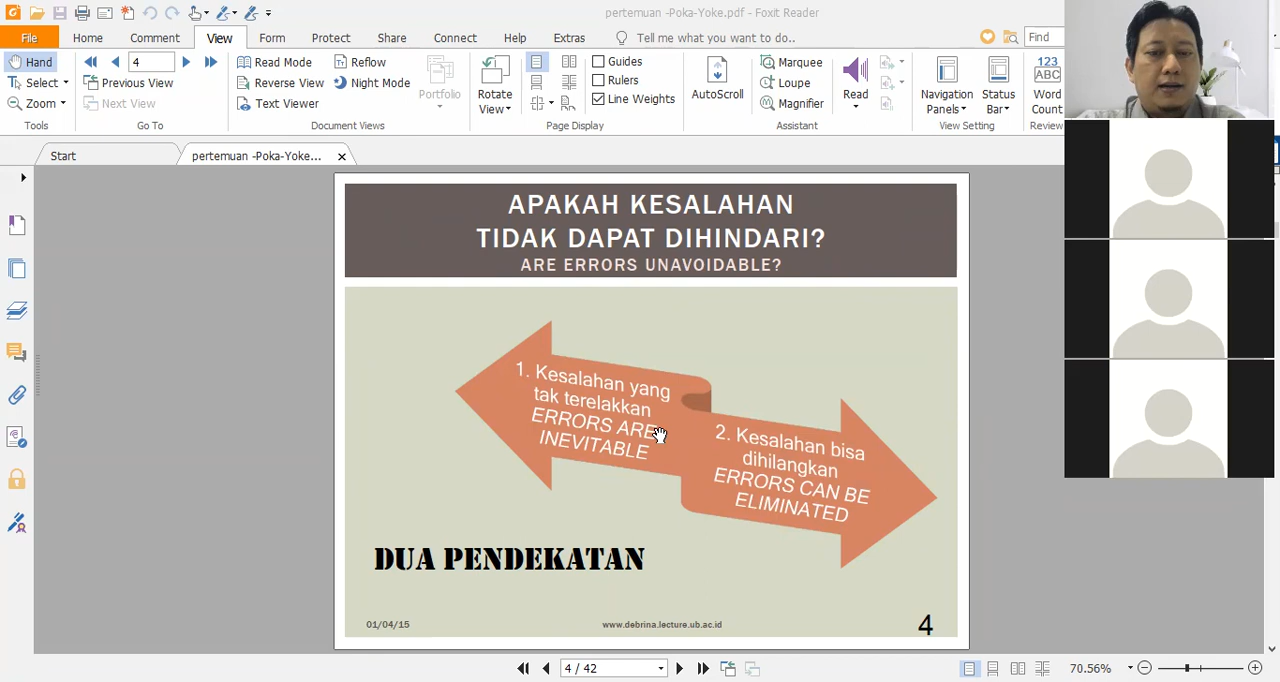 pertemuan -Poka-Yoke.pdf - Foxit Reader
File Home Comment View Form Protect Share Connect Help Extras Tell me what you want to do.. Find
Hand
Select
Zoom
Tools
4
Previous View
Next View
Go To
Read Mode
Reverse View
Text Viewer
Reflow
Night Mode
Document Views
Portfolio
Rotate
View
Guides
Rulers
Line Weights
Page Display
AutoScroll
Marquee
Loupe
Magnifier
Assistant
Read
Navigation
Panels
Status
Bar
View Setting
123
ABC
Word
Count
Review
Start
pertemuan -Poka-Yoke...
APAKAH KESALAHAN
TIDAK DAPAT DIHINDARI?
ARE ERRORS UNAVOIDABLE?
1. Kesalahan yang
tak terelakkan
ERRORS ARE
INEVITABLE
2. Kesalahan bisa
dihilangkan
ERRORS CAN BE
ELIMINATED
DUA PENDEKATAN
01/04/15
www.debrina.lecture.ub.ac.id
4
4 / 42
70.56%